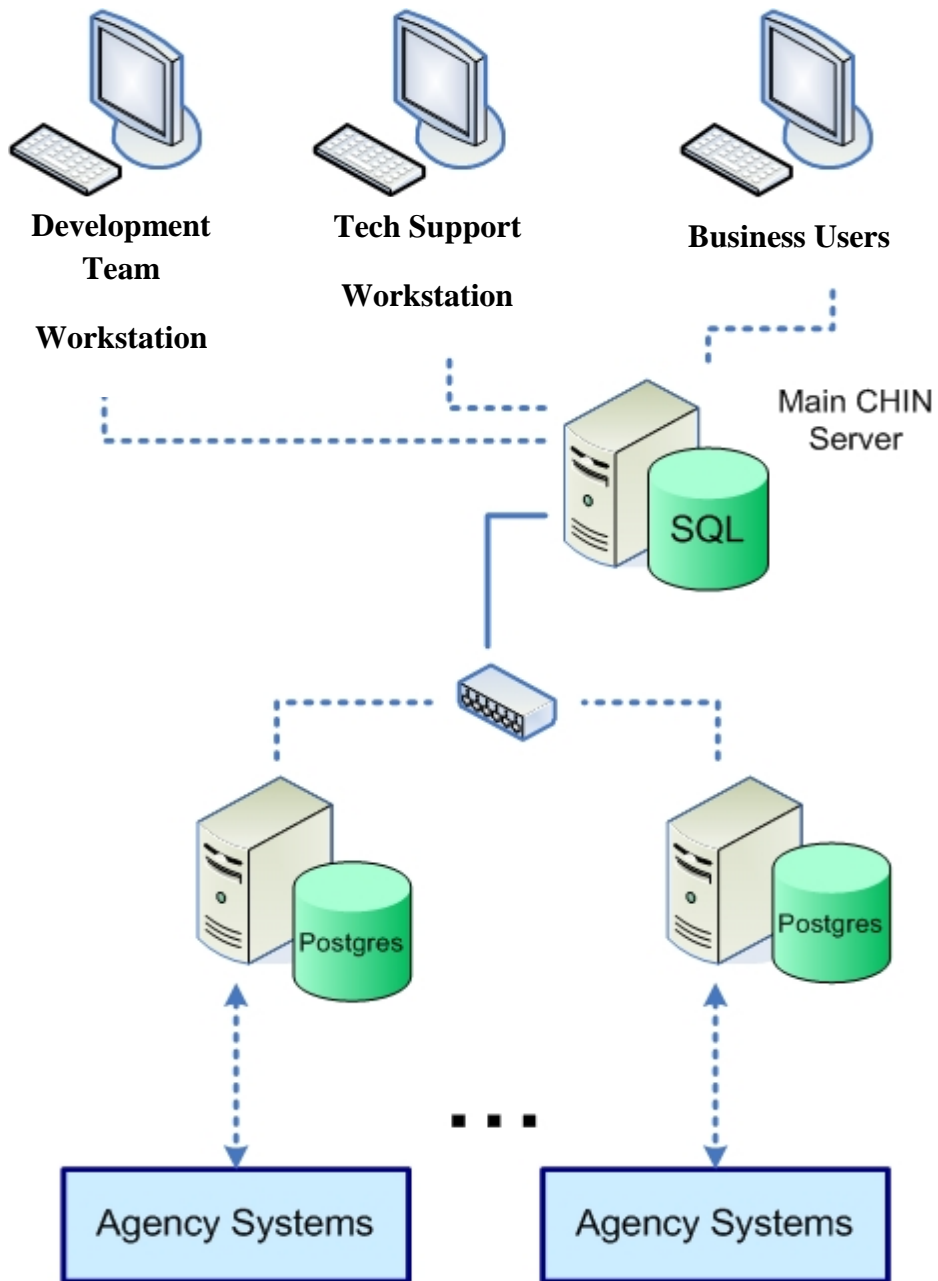 Development
Team
Workstation
Tech Support
Workstation
Business Users
Main CHIN
Server
SQL
Postgres
Postgres
Agency Systems
Agency Systems